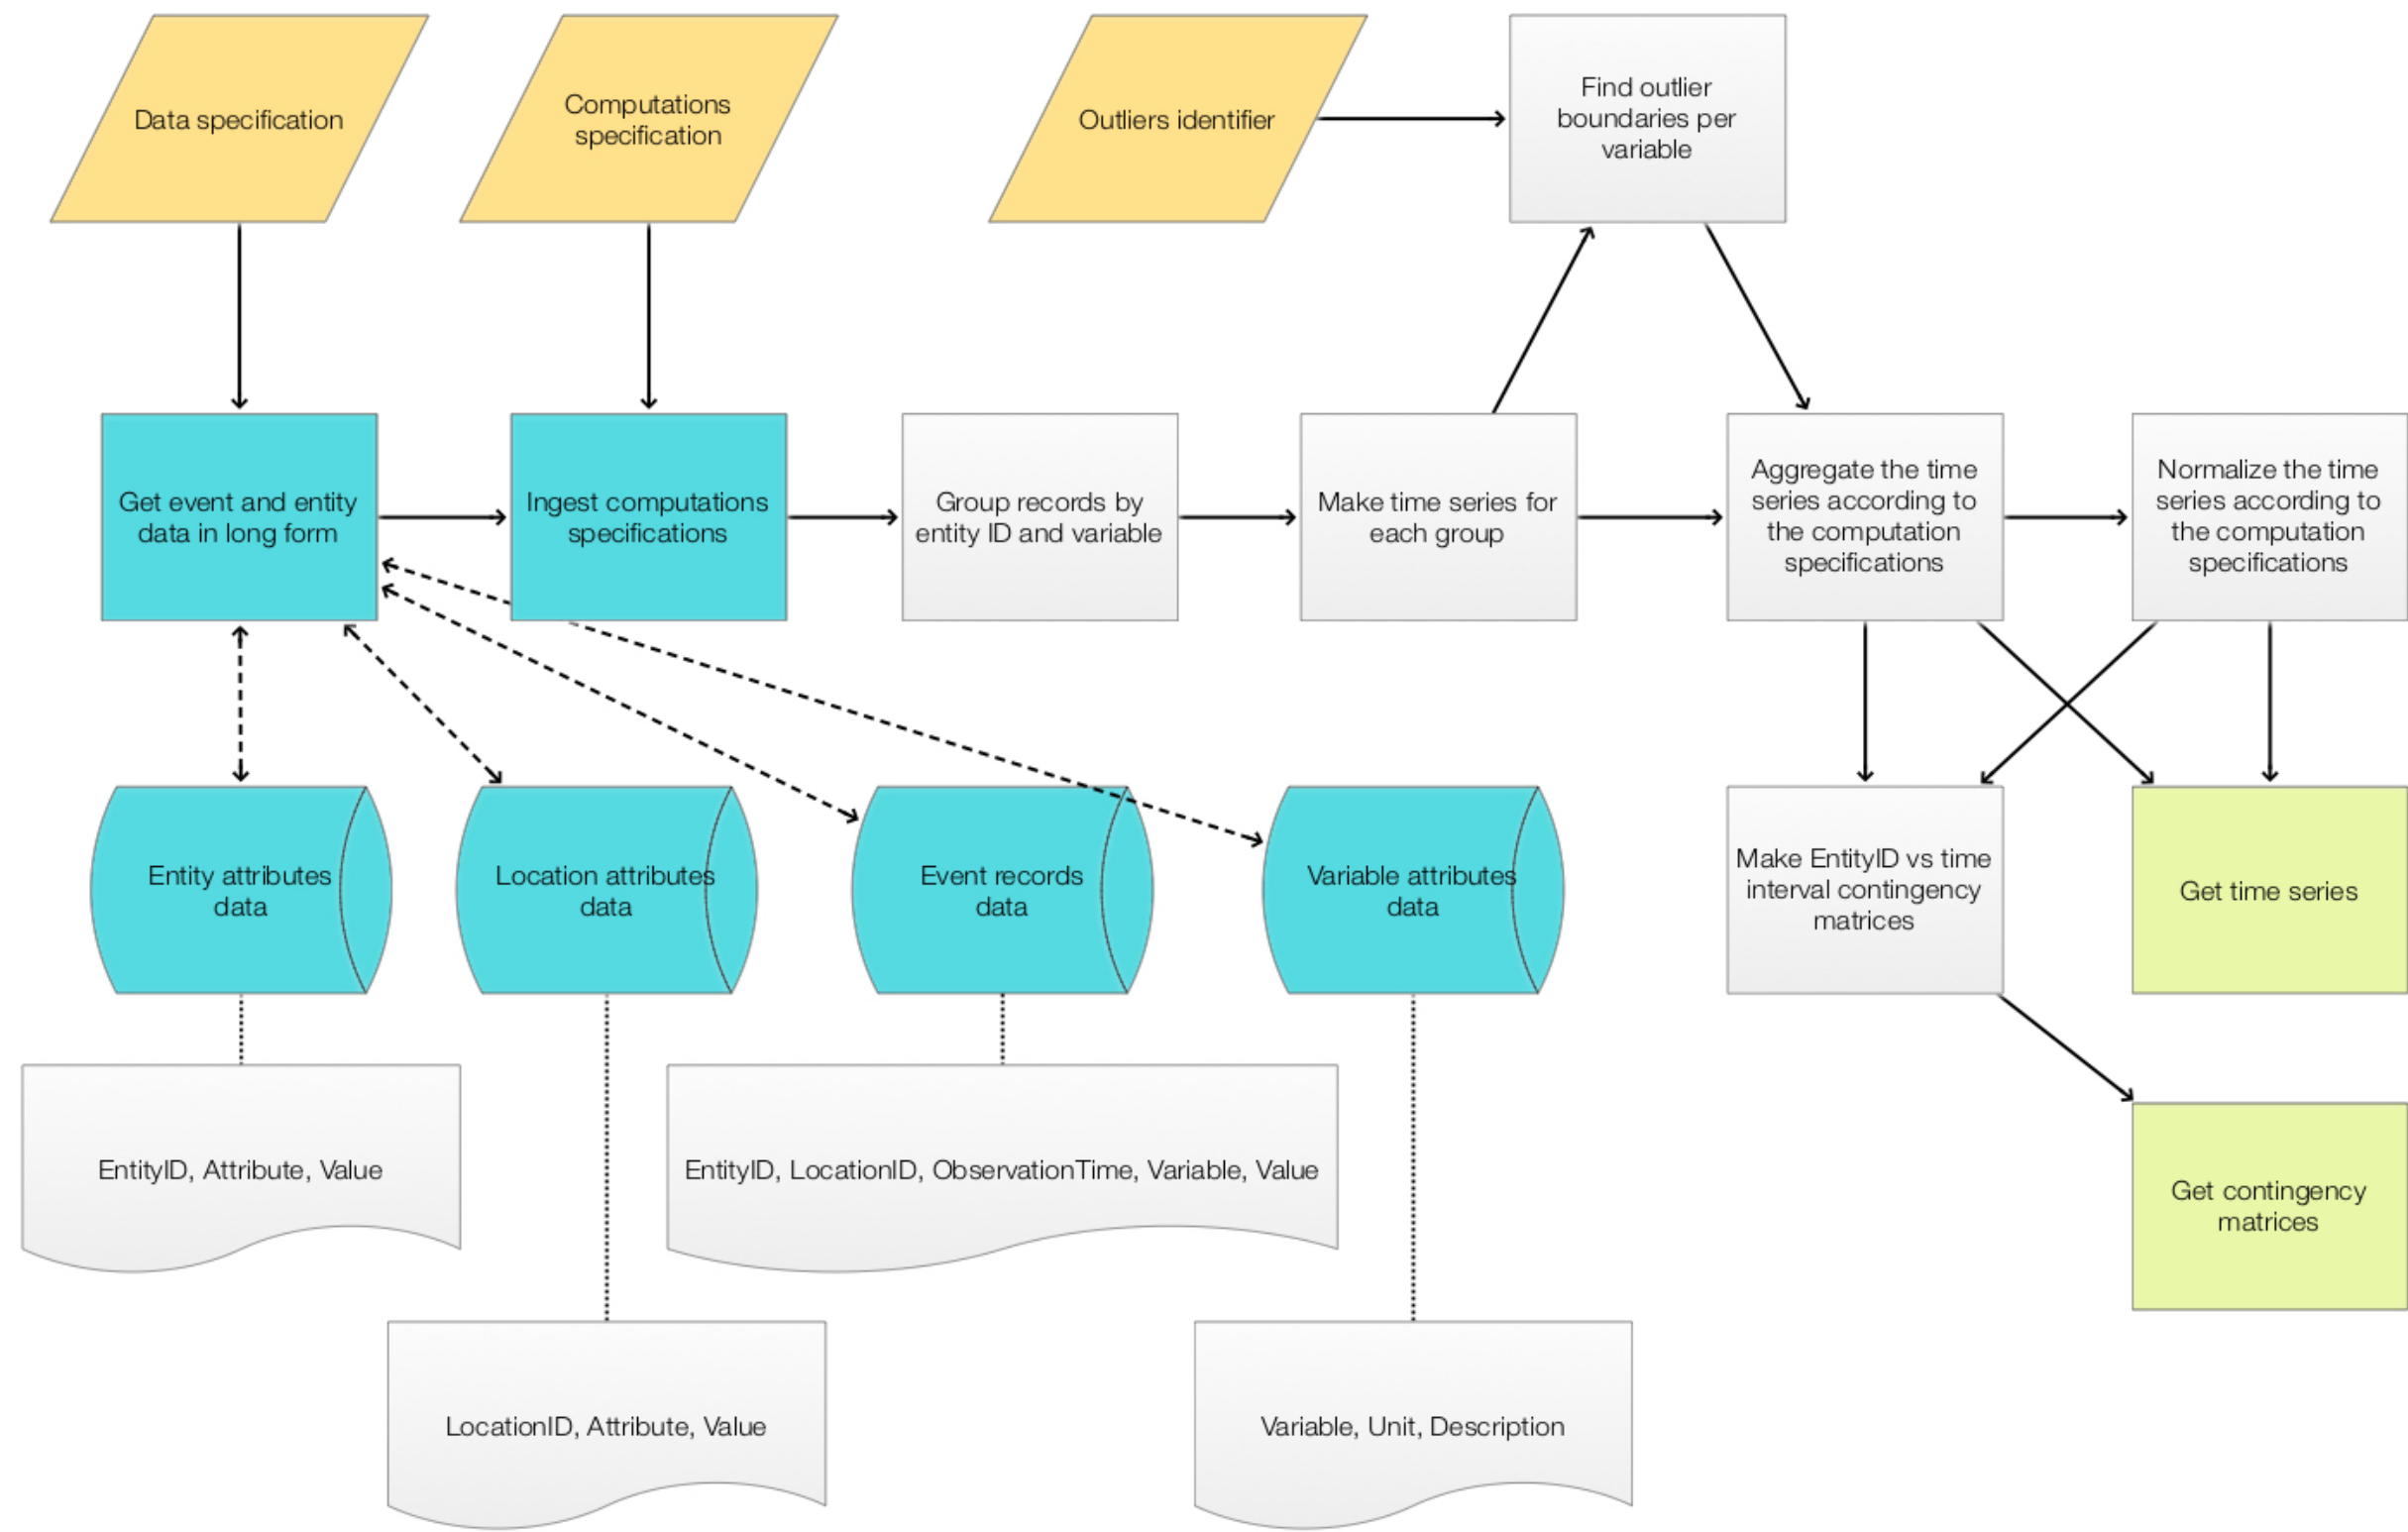 Data specification
Computations
specification
Outliers identifier
Find outlier
boundaries per
variable
Get event and entity
data in long form
Ingest computations
specifications
Group records by
entity ID and variable
Make time series for
each group
Aggregate the time
series according to
the computation
specifications
Normalize the time
series according to
the computation
specifications
Entity attributes
data
Location attributes
data
Event records
data
Variable attributes
data
Make EntityID vs time
interval contingency
matrices
Get time series
EntityID, Attribute, Value
EntityID, LocationID, ObservationTime, Variable, Value
Get contingency
matrices
LocationID, Attribute, Value
Variable, Unit, Description